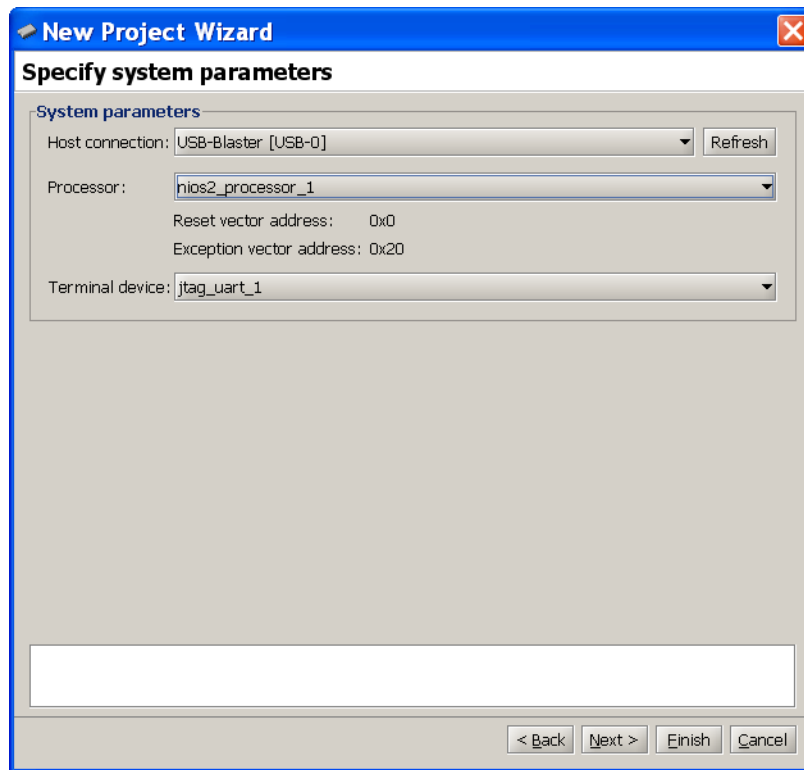 New Project Wizard
Specify system parameters
System parameters
Host connection: USB-Blaster [USB-0] Refresh
Processor: nios2_processor_1
Reset vector address: 0x0
Exception vector address: 0x20
Terminal device: jtag_uart_1
< Back Next > Finish Cancel